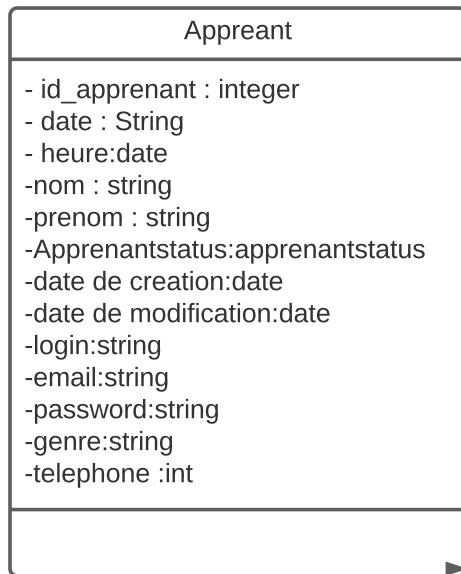 Appreant
- id_apprenant : integer
- date : String
- heure:date
-nom : string
-prenom : string
-Apprenantstatus:apprenantstatus
-date de creation:date
-date de modification:date
-login:string
-email:string
-password:string
-genre:string
-telephone :int